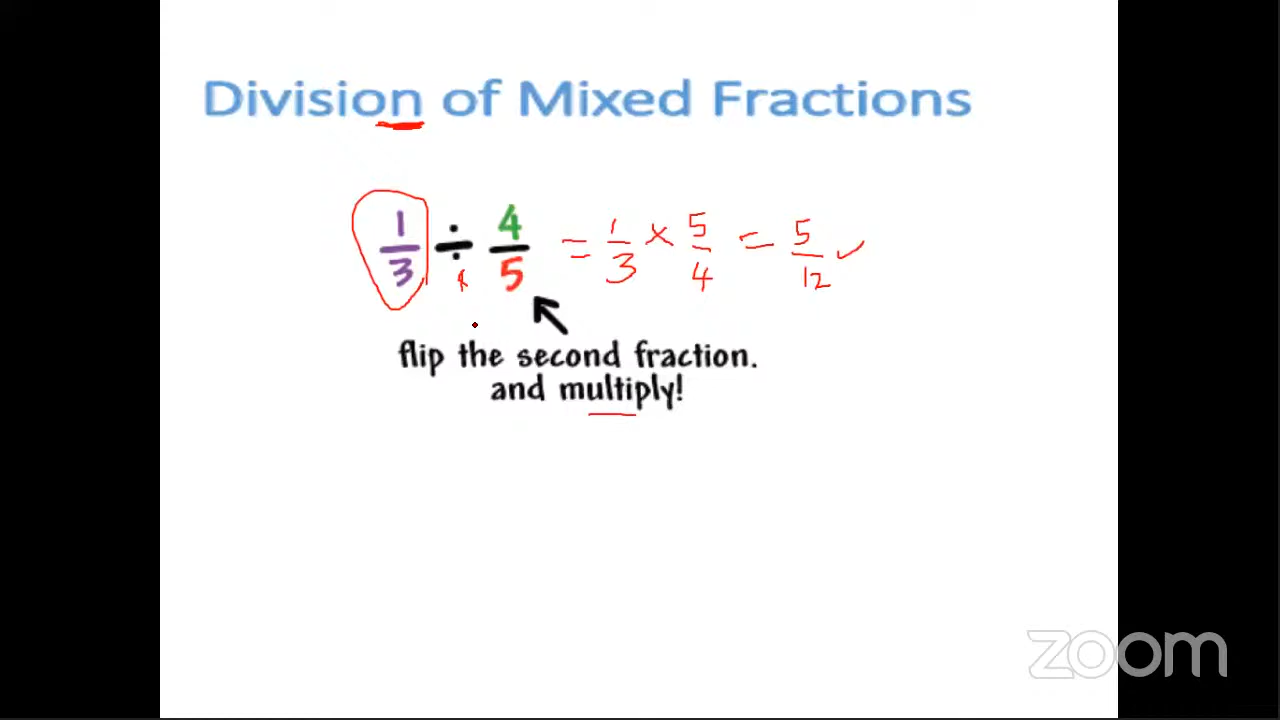 Division of Mixed Fractions
1/3 ÷ 4/5 = 1/3 × 5/4 = 5/12 ✓
flip the second fraction.
and multiply!
zoom